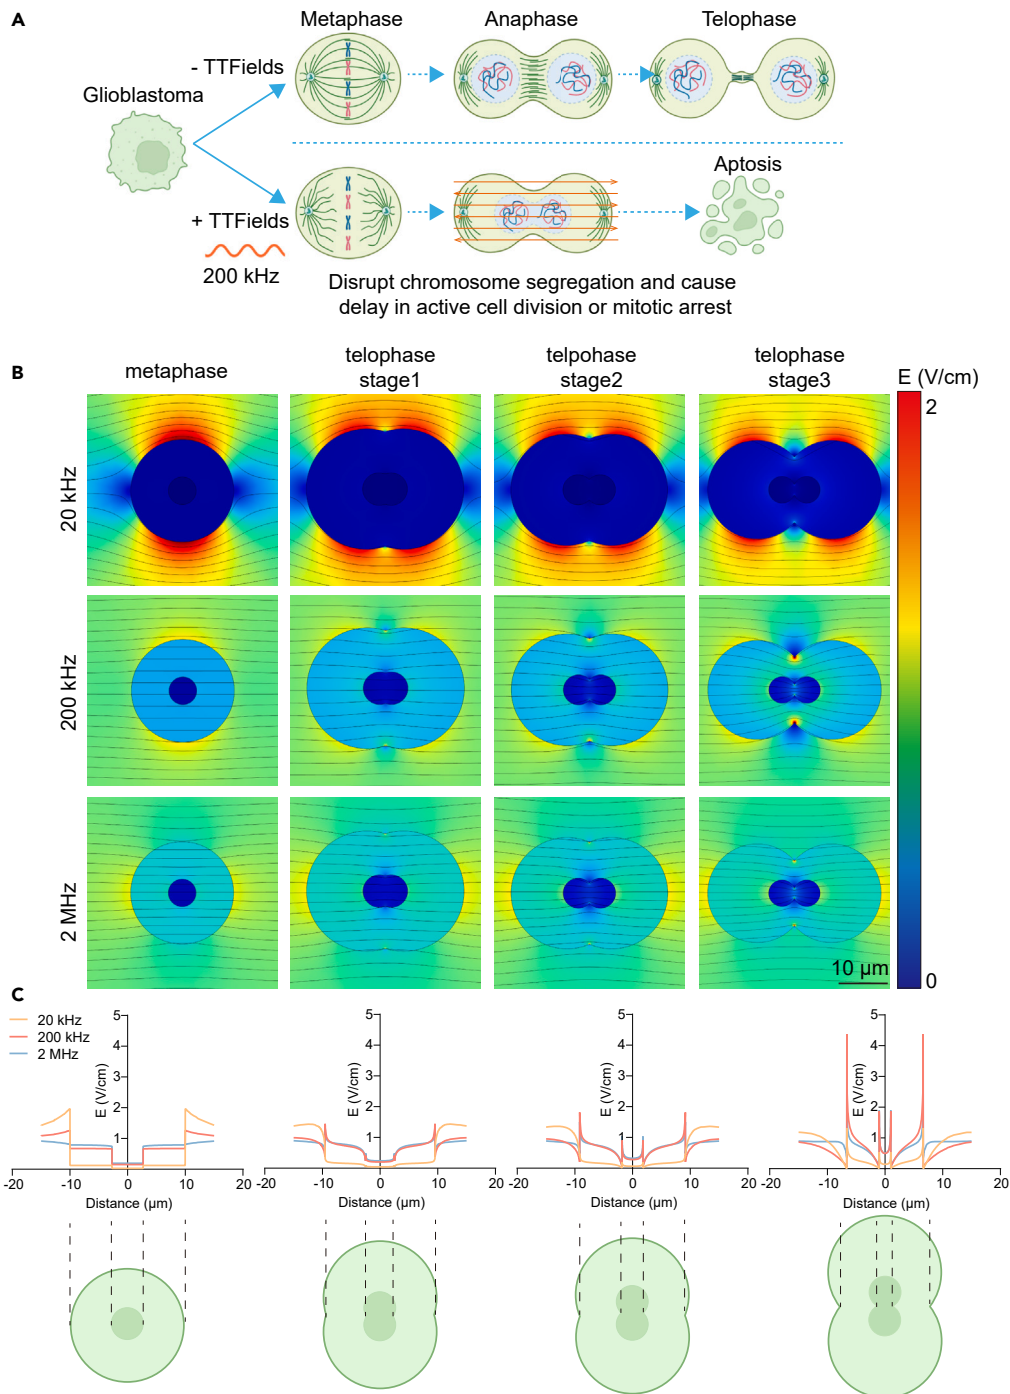 A
Metaphase
Anaphase
Telophase
- TTFields
Glioblastoma
Aptosis
+ TTFields
200 kHz
Disrupt chromosome segregation and cause
delay in active cell division or mitotic arrest
B
metaphase
telophase
stage1
telpohase
stage2
telophase
stage3
E (V/cm)
2
20 kHz
200 kHz
2 MHz
10 μm
0
C
20 kHz
200 kHz
2 MHz
E (V/cm)
5
4
3
2
1
-20
-10
0
10
20
Distance (μm)
E (V/cm)
5
4
3
2
1
-20
-10
0
10
20
Distance (μm)
E (V/cm)
5
4
3
2
1
-20
-10
0
10
20
Distance (μm)
E (V/cm)
5
4
3
2
1
-20
-10
0
10
20
Distance (μm)